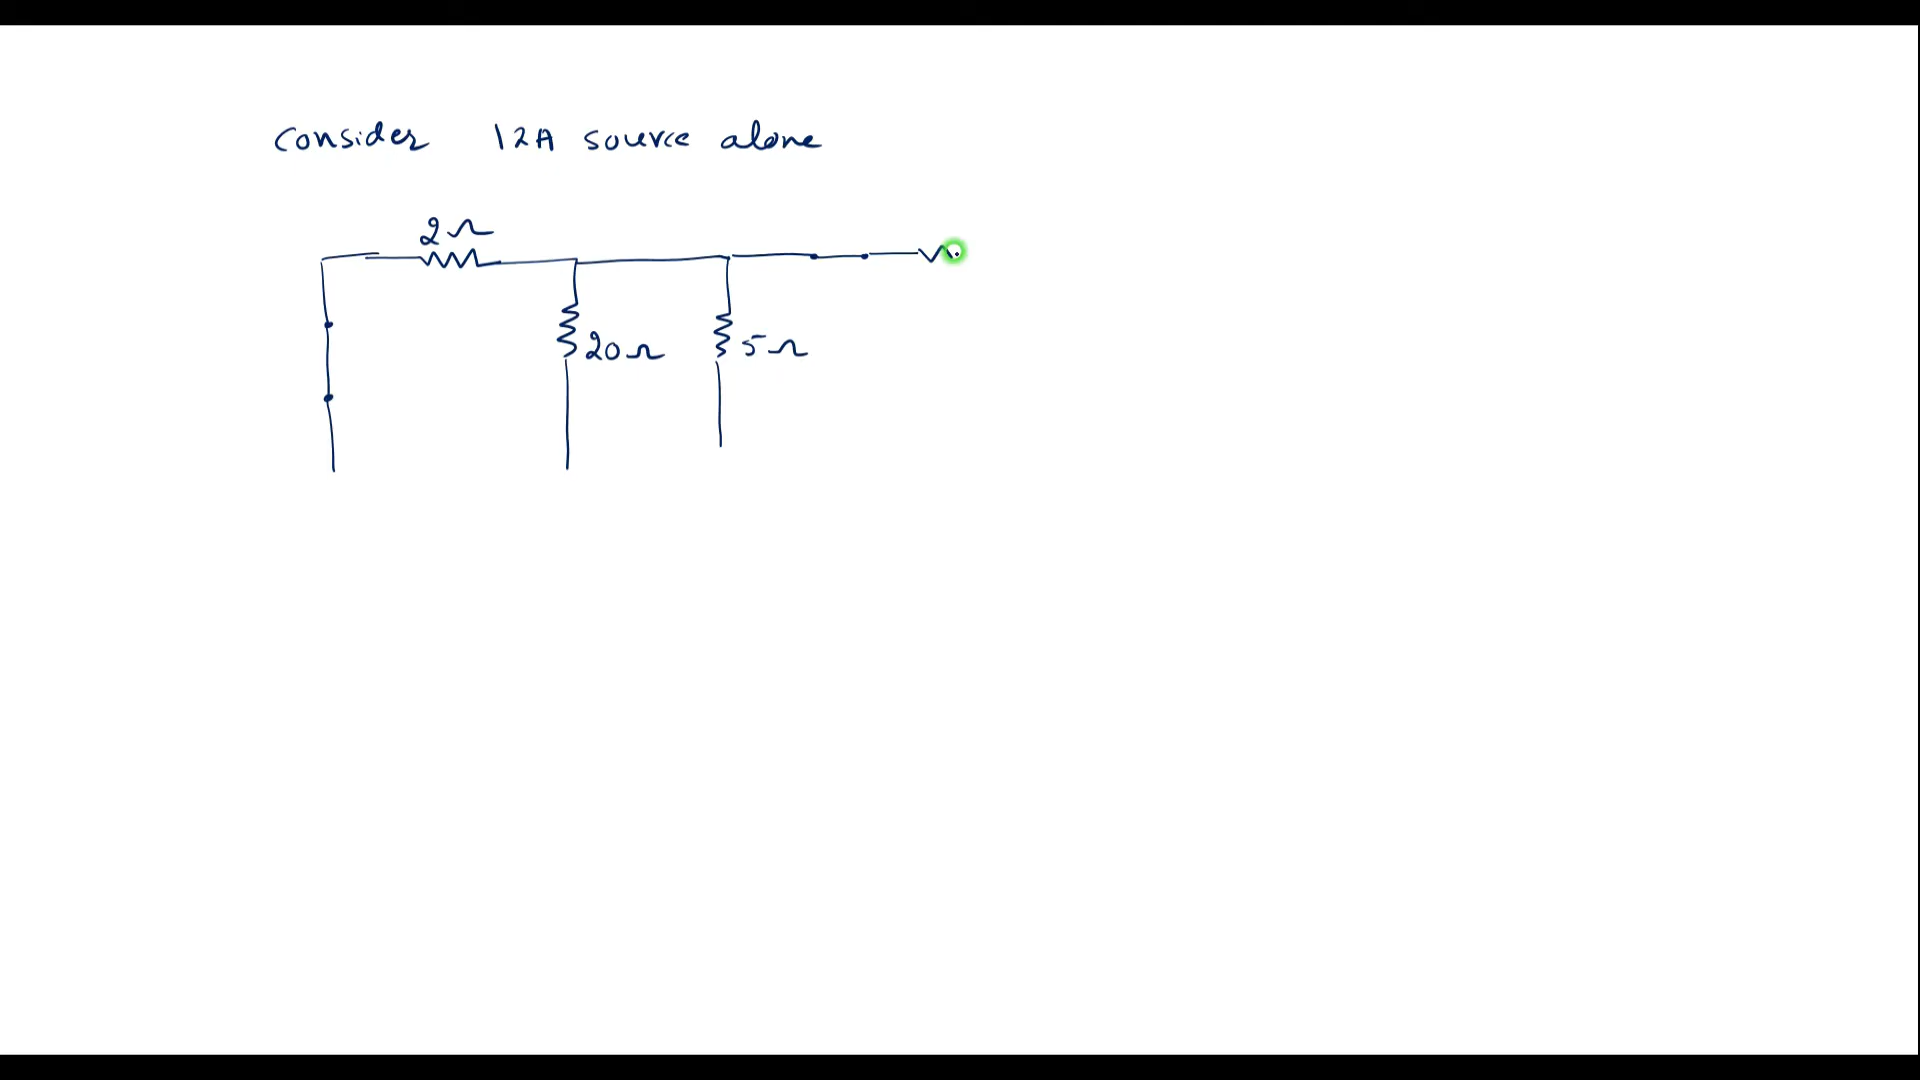 Consider 12A source alone
2Ω
20Ω 5Ω